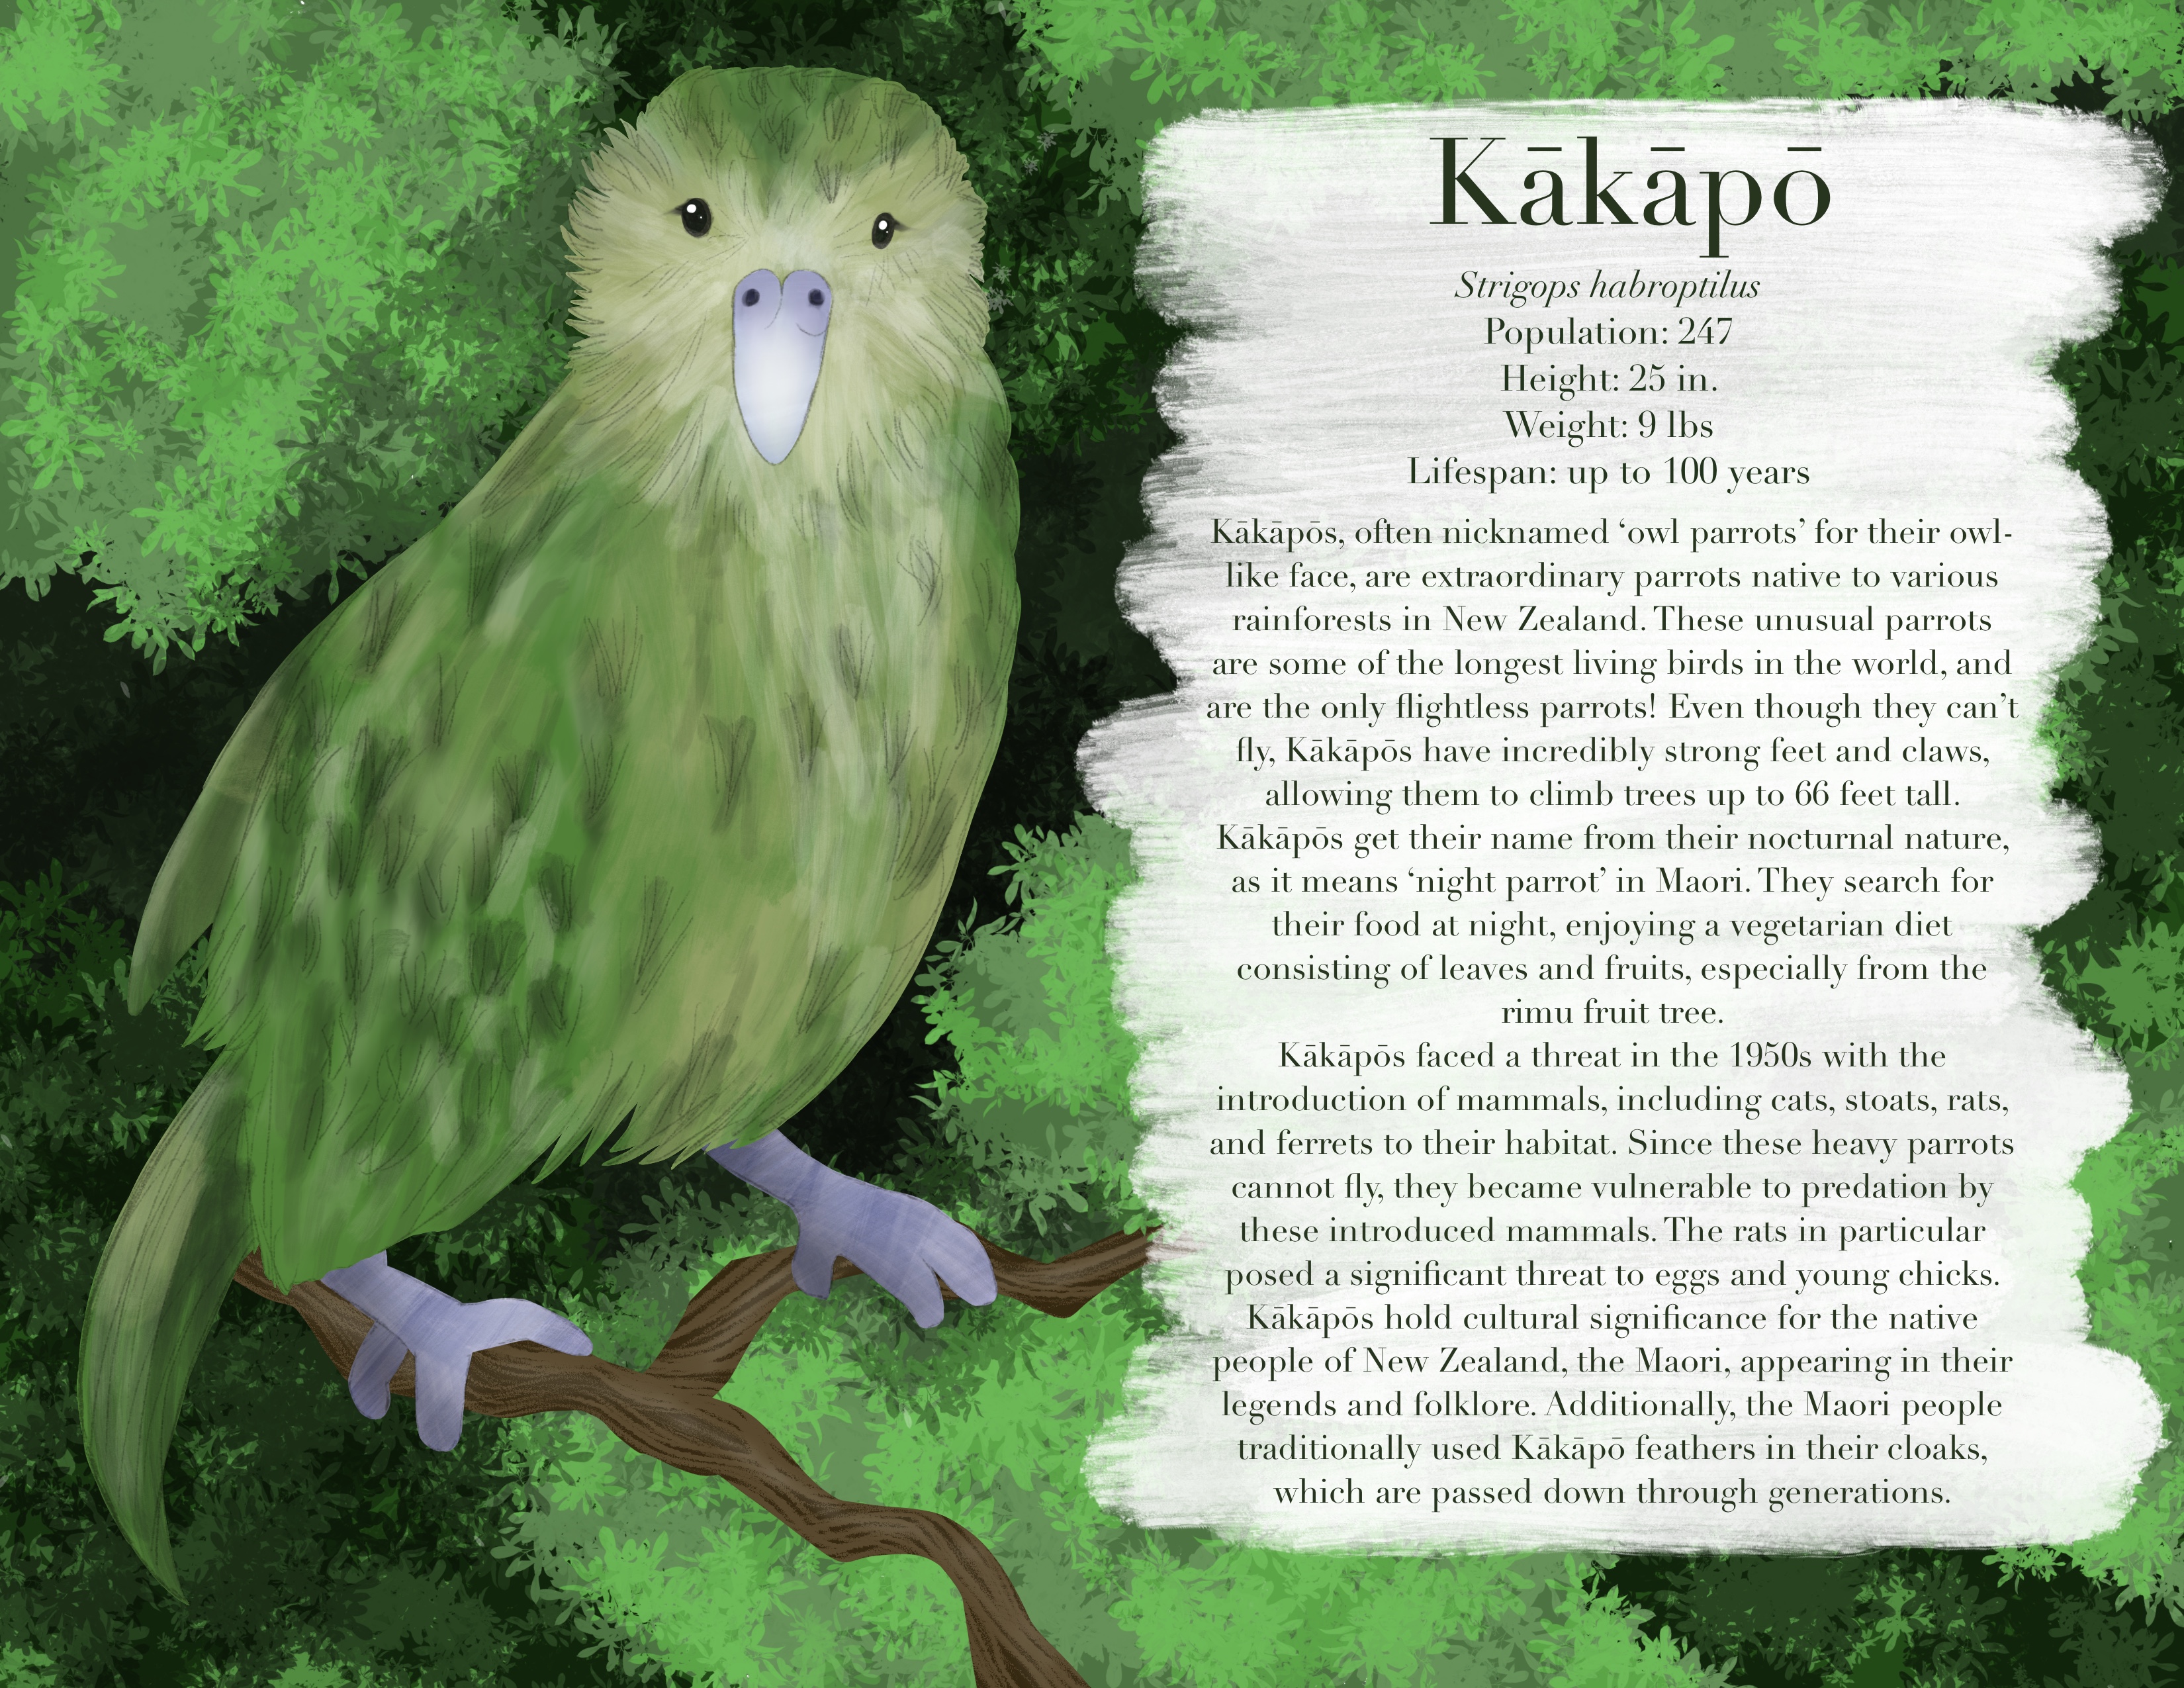 Kākāpō
Strigops habroptilus
Population: 247
Height: 25 in.
Weight: 9 lbs
Lifespan: up to 100 years
Kākāpōs, often nicknamed ‘owl parrots’ for their owl-
like face, are extraordinary parrots native to various
rainforests in New Zealand. These unusual parrots
are some of the longest living birds in the world, and
are the only flightless parrots! Even though they can’t
fly, Kākāpōs have incredibly strong feet and claws,
allowing them to climb trees up to 66 feet tall.
Kākāpōs get their name from their nocturnal nature,
as it means ‘night parrot’ in Maori. They search for
their food at night, enjoying a vegetarian diet
consisting of leaves and fruits, especially from the
rimu fruit tree.
Kākāpōs faced a threat in the 1950s with the
introduction of mammals, including cats, stoats, rats,
and ferrets to their habitat. Since these heavy parrots
cannot fly, they became vulnerable to predation by
these introduced mammals. The rats in particular
posed a significant threat to eggs and young chicks.
Kākāpōs hold cultural significance for the native
people of New Zealand, the Maori, appearing in their
legends and folklore. Additionally, the Maori people
traditionally used Kākāpō feathers in their cloaks,
which are passed down through generations.